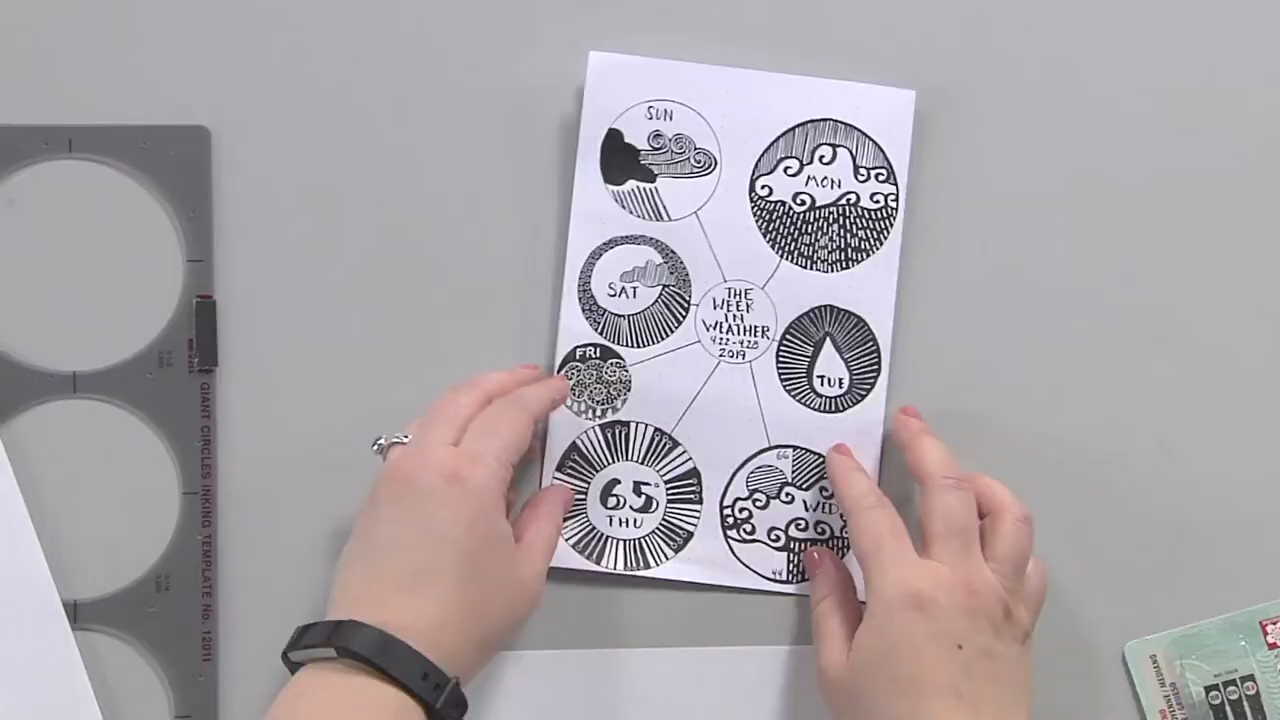 SUN
MON
SAT
THE
WEEK
IN
WEATHER
4.22-4.28
2019
FRI
TUE
65°
THU
66
WED
44
GIANT CIRCLES INKING TEMPLATE No. 1201I